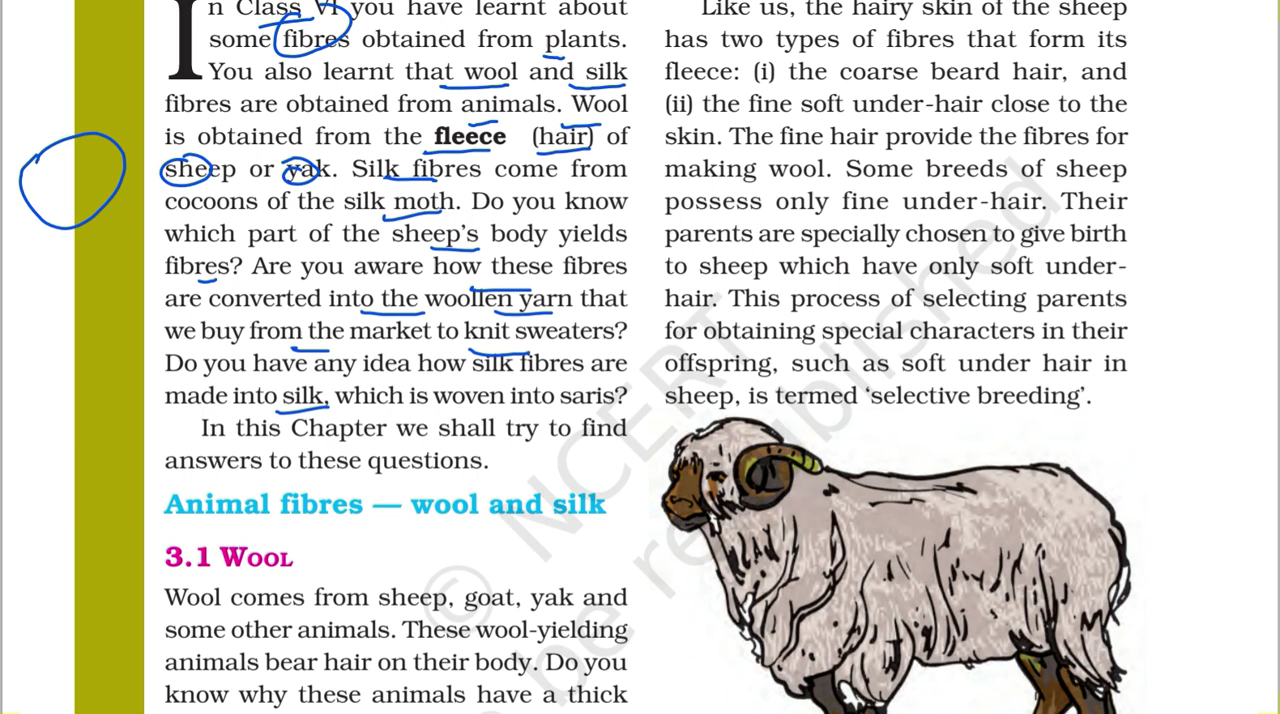 In Class VI you have learnt about
some fibres obtained from plants.
You also learnt that wool and silk
fibres are obtained from animals. Wool
is obtained from the fleece (hair) of
sheep or yak. Silk fibres come from
cocoons of the silk moth. Do you know
which part of the sheep's body yields
fibres? Are you aware how these fibres
are converted into the woollen yarn that
we buy from the market to knit sweaters?
Do you have any idea how silk fibres are
made into silk, which is woven into saris?
In this Chapter we shall try to find
answers to these questions.
Animal fibres — wool and silk
3.1 WOOL
Wool comes from sheep, goat, yak and
some other animals. These wool-yielding
animals bear hair on their body. Do you
know why these animals have a thick
Like us, the hairy skin of the sheep
has two types of fibres that form its
fleece: (i) the coarse beard hair, and
(ii) the fine soft under-hair close to the
skin. The fine hair provide the fibres for
making wool. Some breeds of sheep
possess only fine under-hair. Their
parents are specially chosen to give birth
to sheep which have only soft under-
hair. This process of selecting parents
for obtaining special characters in their
offspring, such as soft under hair in
sheep, is termed ‘selective breeding’.
© NCERT
be republished